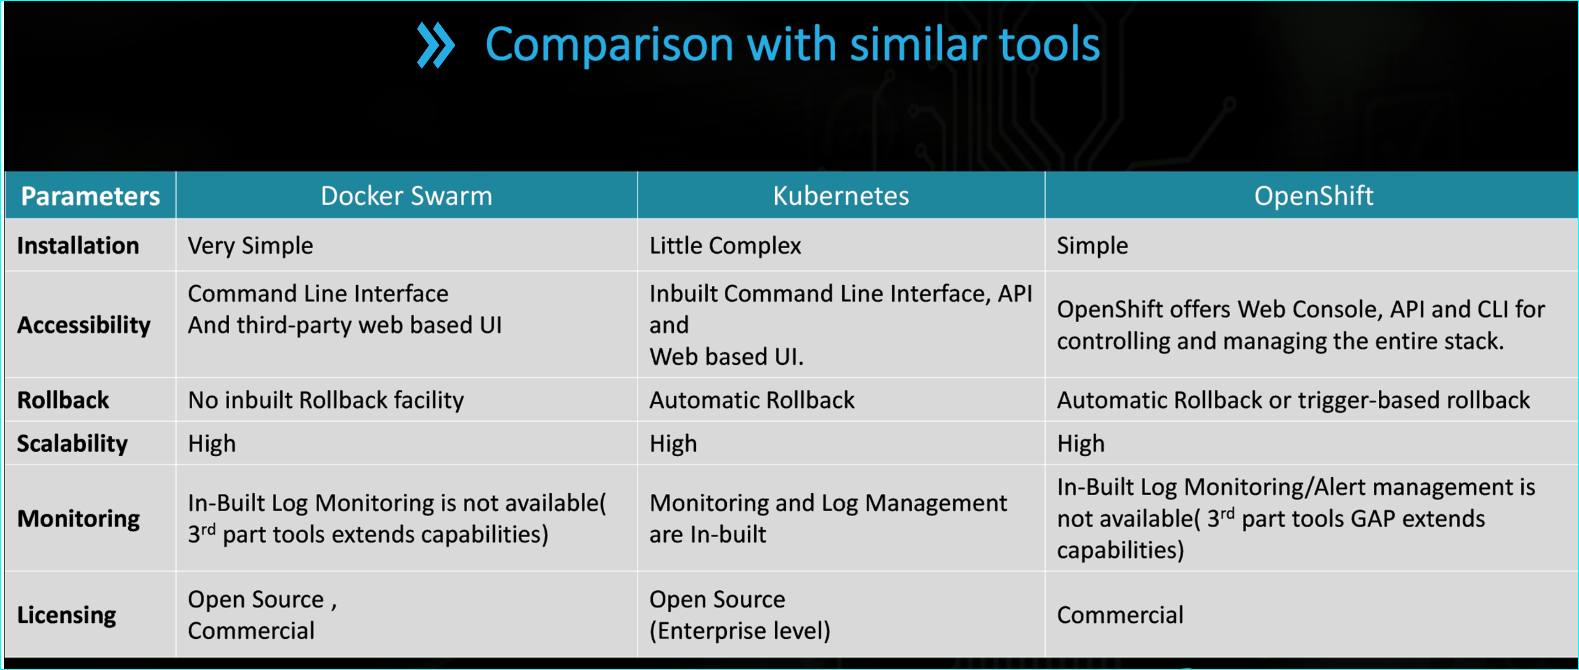 Comparison with similar tools
Parameters
Docker Swarm
Kubernetes
OpenShift
Installation
Very Simple
Little Complex
Simple
Accessibility
Command Line Interface
And third-party web based UI
Inbuilt Command Line Interface, API
and
Web based UI.
OpenShift offers Web Console, API and CLI for
controlling and managing the entire stack.
Rollback
No inbuilt Rollback facility
Automatic Rollback
Automatic Rollback or trigger-based rollback
Scalability
High
High
High
Monitoring
In-Built Log Monitoring is not available(
3rd part tools extends capabilities)
Monitoring and Log Management
are In-built
In-Built Log Monitoring/Alert management is
not available( 3rd part tools GAP extends
capabilities)
Licensing
Open Source ,
Commercial
Open Source
(Enterprise level)
Commercial